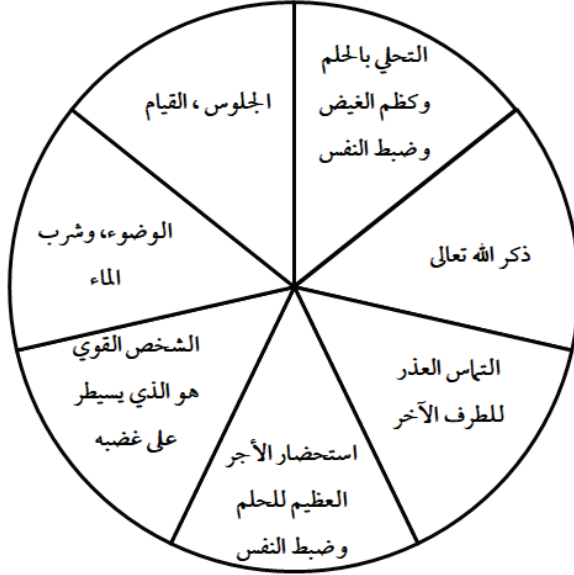 التحلي بالحلم
وكظم الغيض
وضبط النفس
ذكر الله تعالى
التماس العذر
للطرف الآخر
استحضار الأجر
العظيم للحلم
وضبط النفس
الشخص القوي
هو الذي يسيطر
على غضبه
الوضوء، وشرب
الماء
الجلوس ، القيام